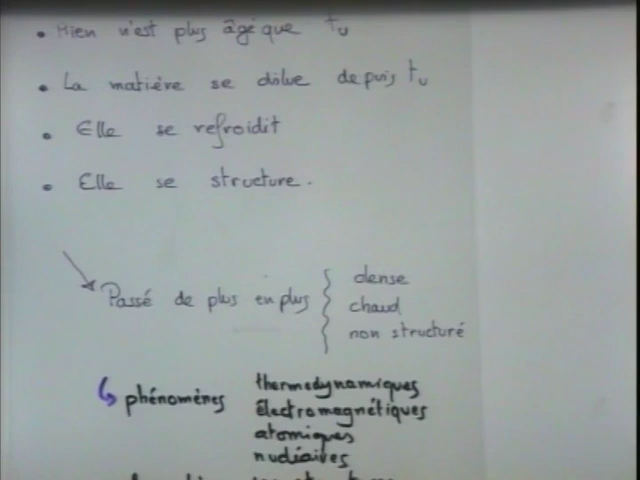 • Rien n'est plus âgé que tu
• La matière se dilue depuis tu
• Elle se refroidit
• Elle se structure.
Passé de plus en plus { dense
chaud
non structuré
phénomènes thermodynamiques
électromagnétiques
atomiques
nucléaires